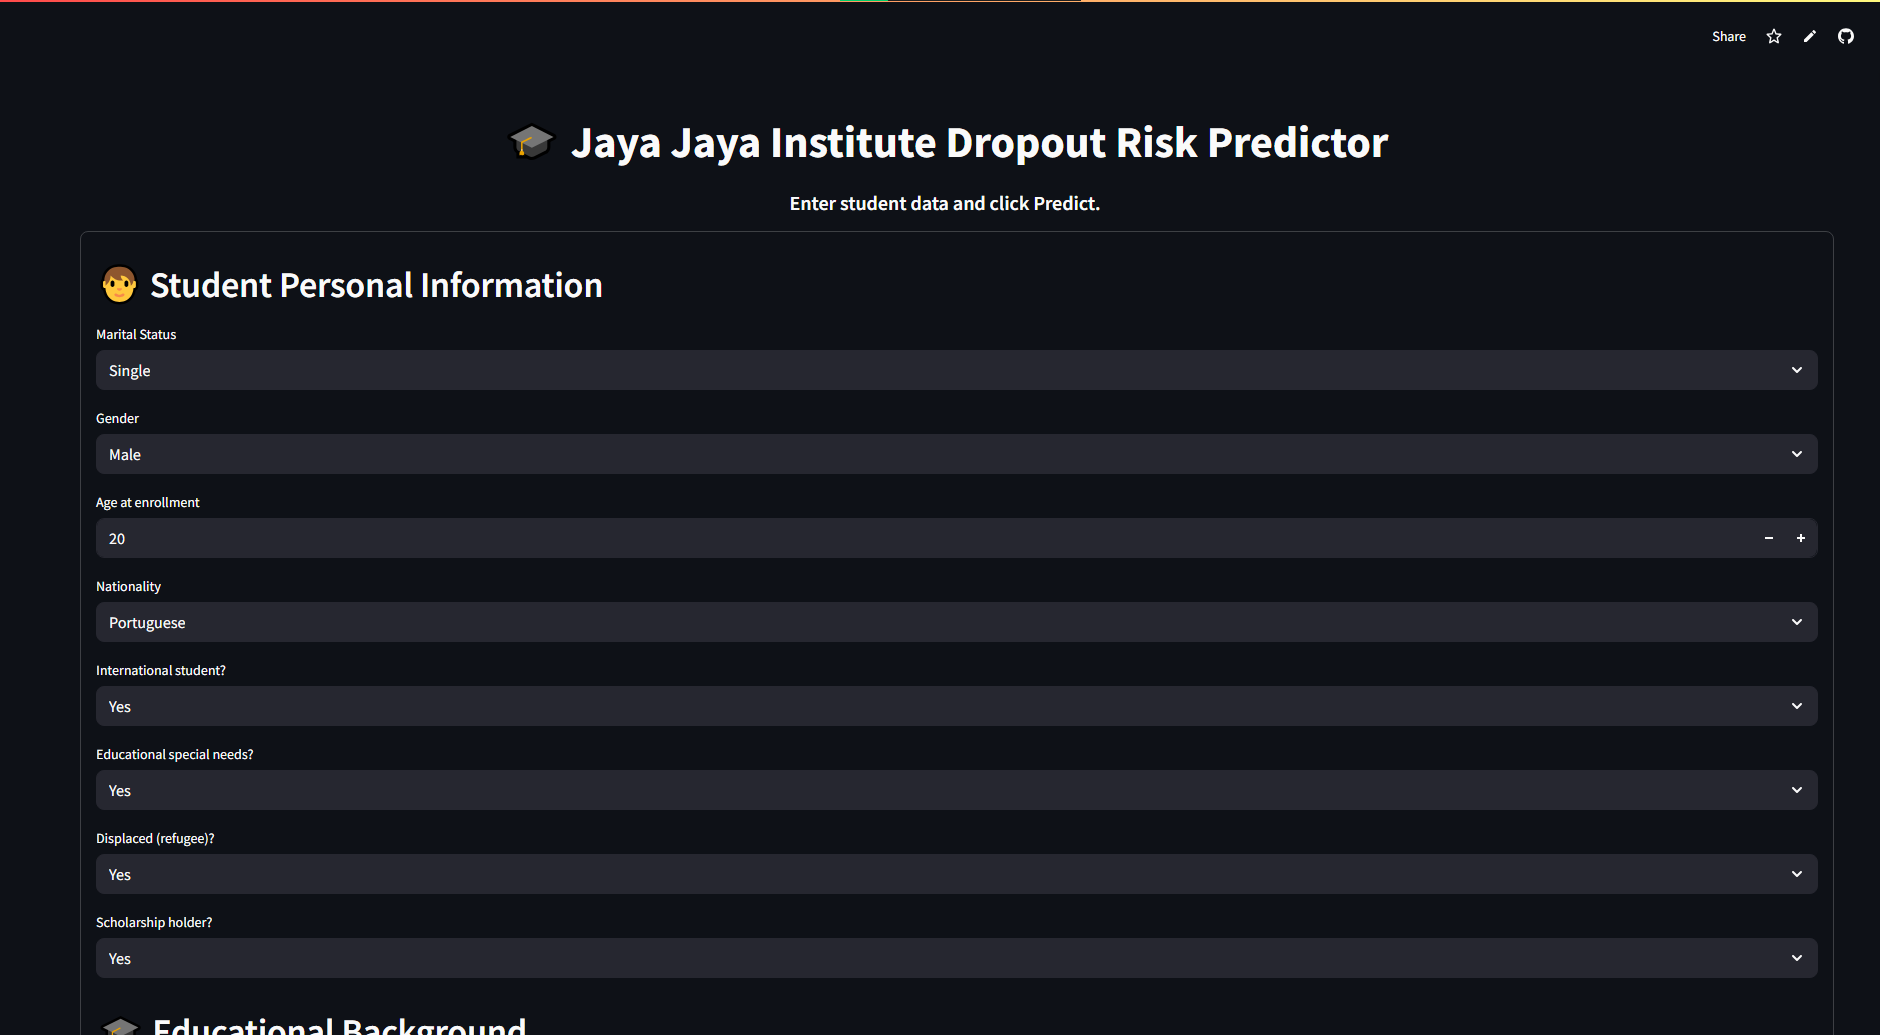 Share
Jaya Jaya Institute Dropout Risk Predictor
Enter student data and click Predict.
Student Personal Information
Marital Status
Single
Gender
Male
Age at enrollment
20
Nationality
Portuguese
International student?
Yes
Educational special needs?
Yes
Displaced (refugee)?
Yes
Scholarship holder?
Yes
Educational Background